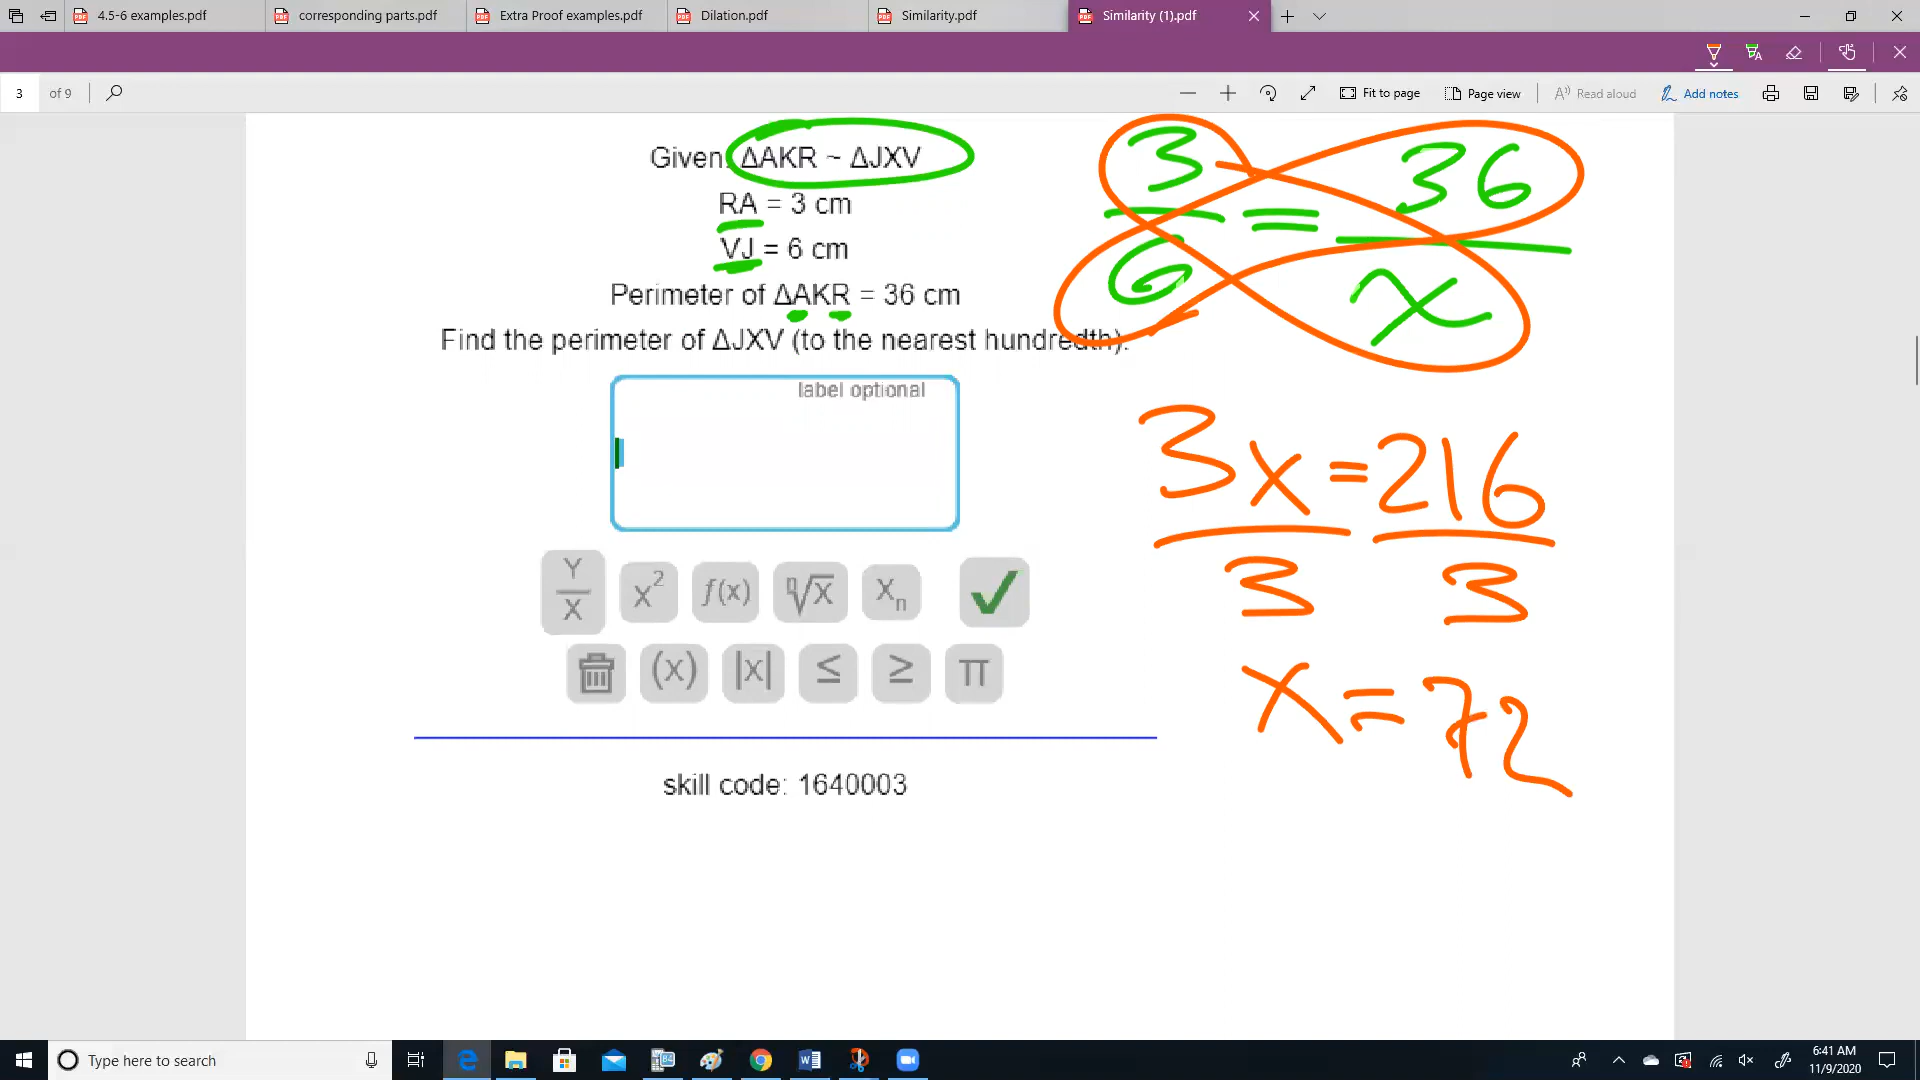 4.5-6 examples.pdf
corresponding parts.pdf
Extra Proof examples.pdf
Dilation.pdf
Similarity.pdf
Similarity (1).pdf
3 of 9
Fit to page
Page view
Read aloud
Add notes
Given: ΔAKR ~ ΔJXV
RA = 3 cm
VJ = 6 cm
Perimeter of ΔAKR = 36 cm
Find the perimeter of ΔJXV (to the nearest hundredth).
label optional
Y/X x² f(x) ⁿ√x Xn ✓
(x) |x| ≤ ≥ π
skill code: 1640003
3/6 = 36/x
3x = 216
3 3
x = 72
Type here to search
6:41 AM
11/9/2020